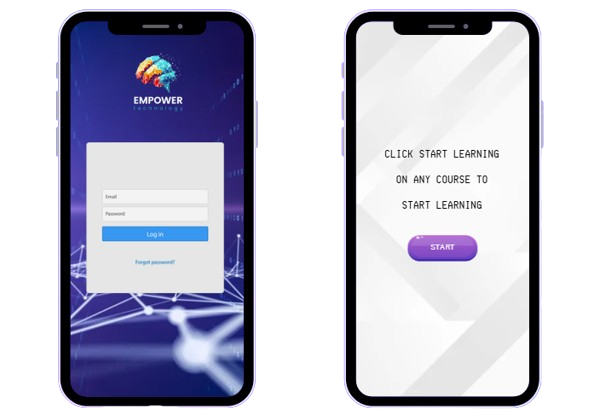 EMPOWER
technology
Email
Password
Log in
Forgot password?
CLICK START LEARNING
ON ANY COURSE TO
START LEARNING
START